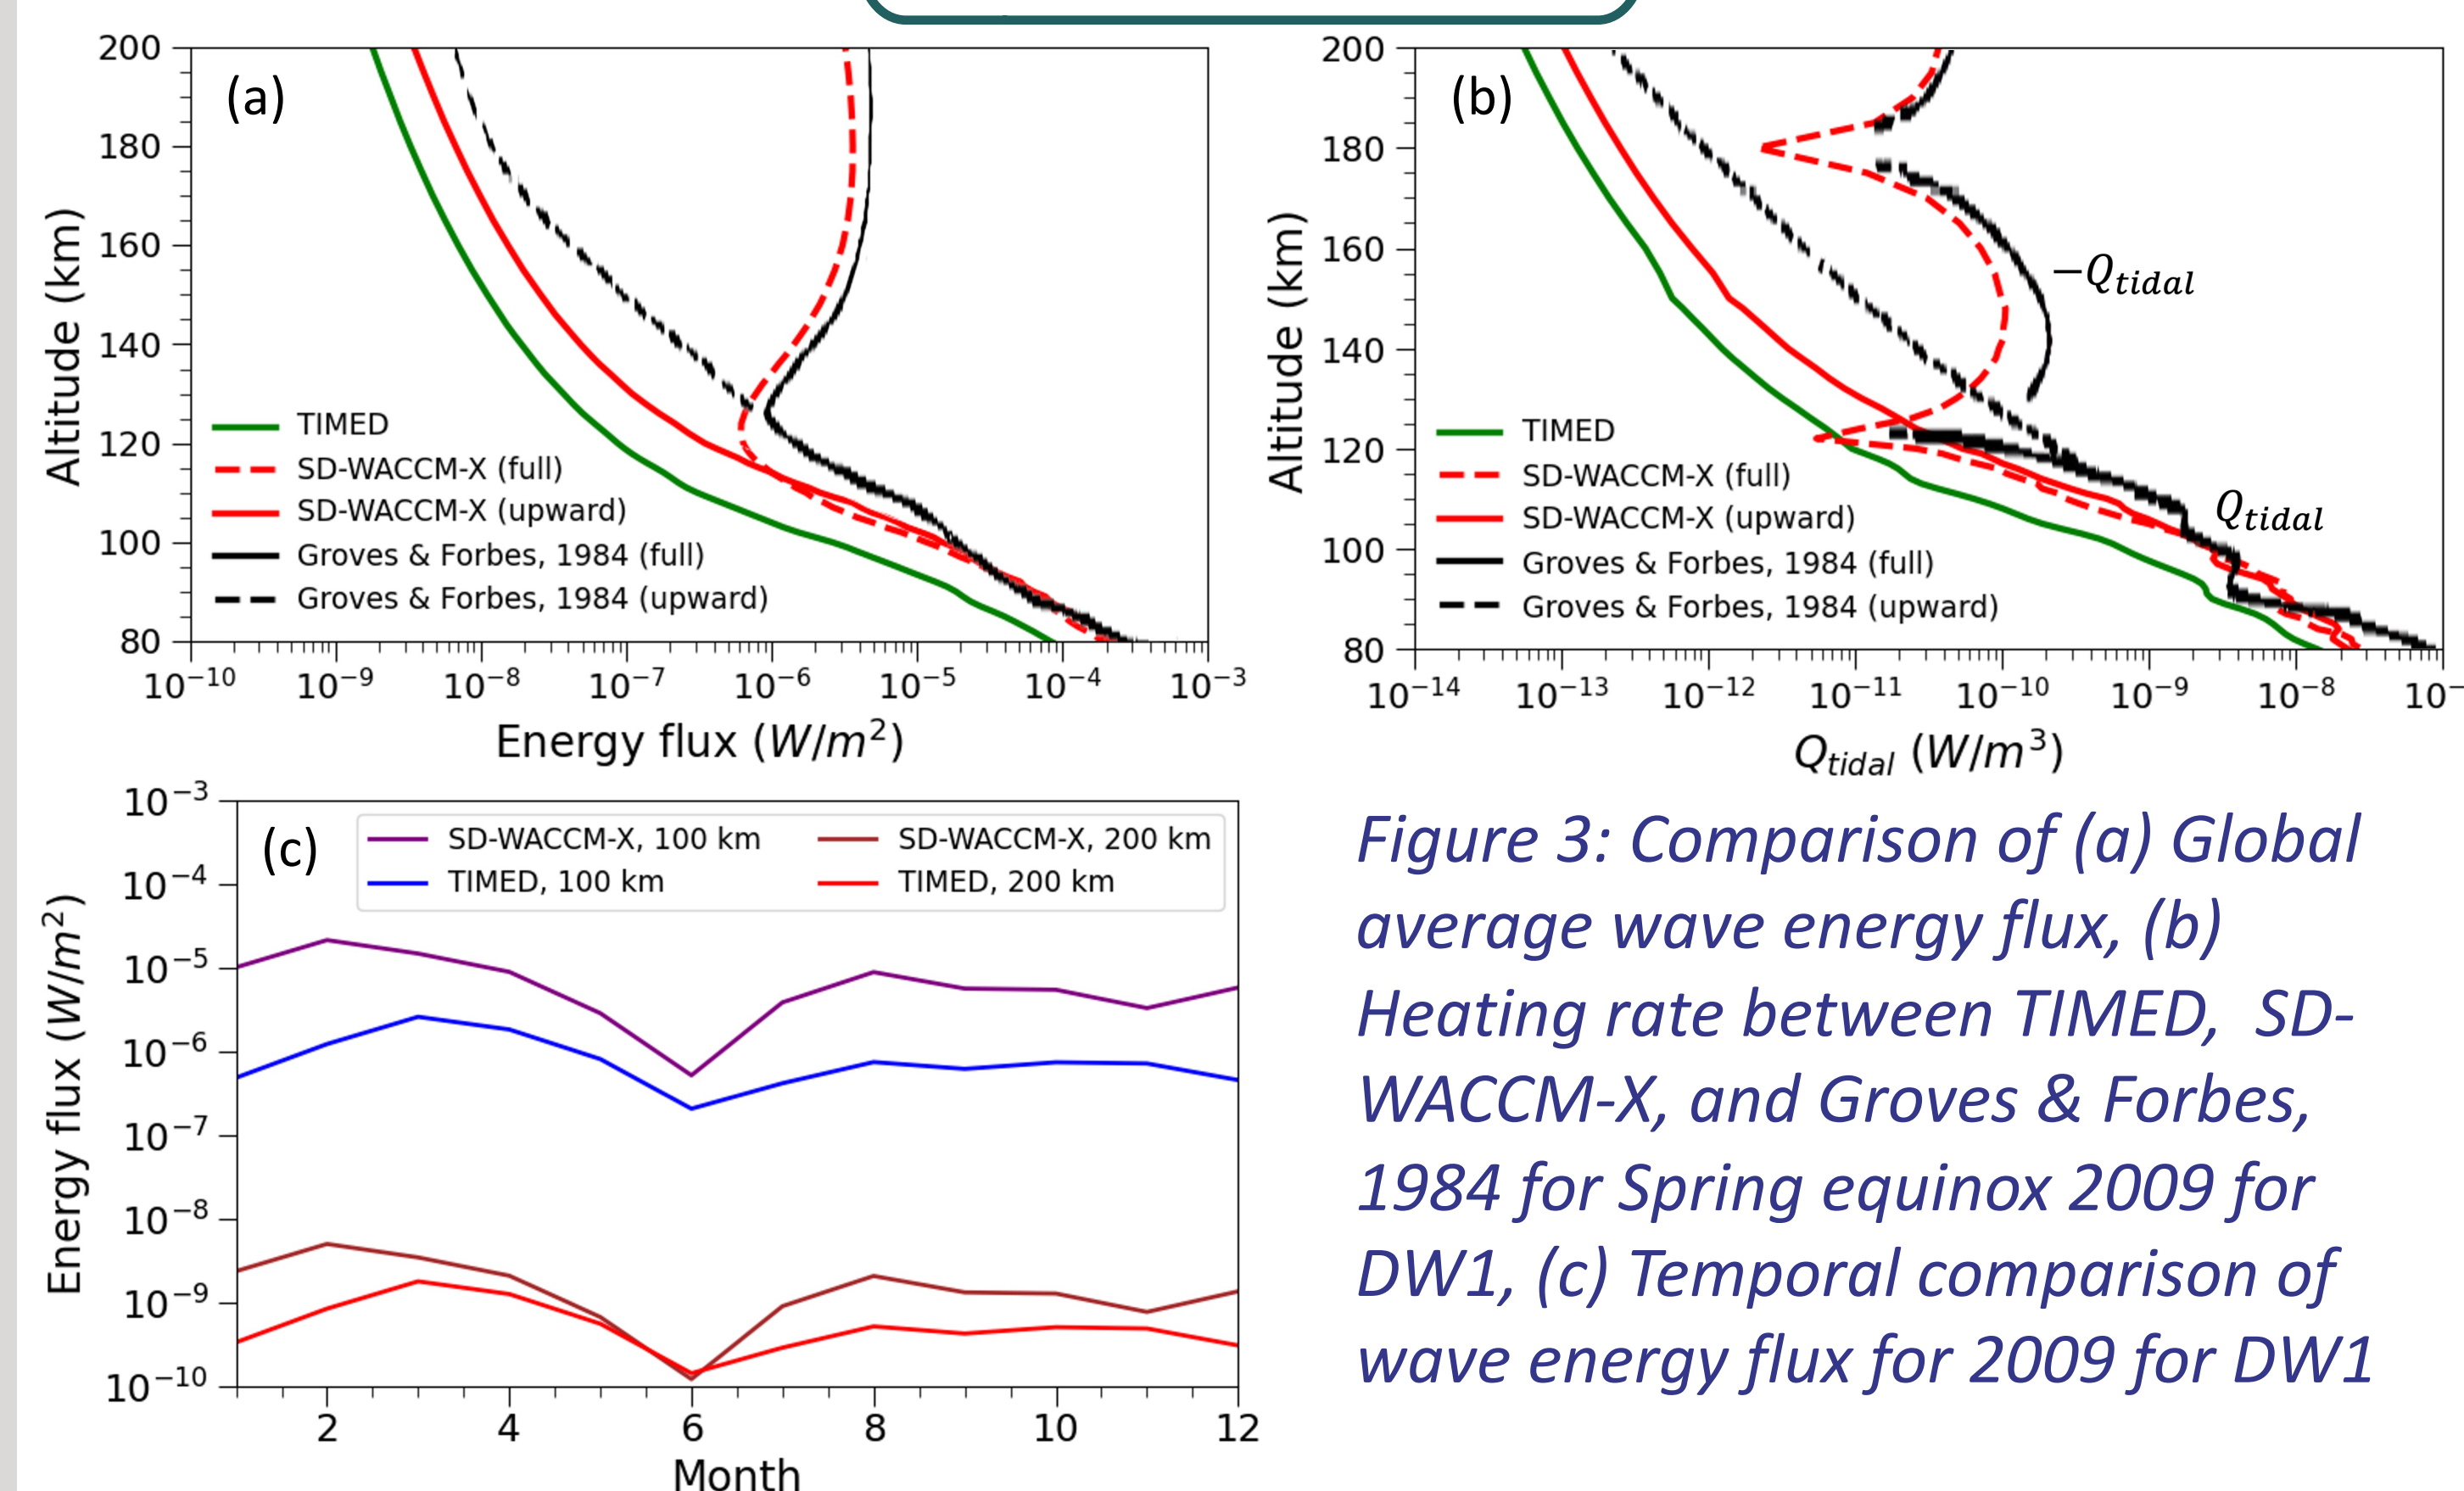 200
180
160
140
120
100
80
Altitude (km)
(a)
TIMED
SD-WACCM-X (full)
SD-WACCM-X (upward)
Groves & Forbes, 1984 (full)
Groves & Forbes, 1984 (upward)
10⁻¹⁰ 10⁻⁹ 10⁻⁸ 10⁻⁷ 10⁻⁶ 10⁻⁵ 10⁻⁴ 10⁻³
Energy flux (W/m²)
200
180
160
140
120
100
80
Altitude (km)
(b)
−Q_tidal
Q_tidal
TIMED
SD-WACCM-X (full)
SD-WACCM-X (upward)
Groves & Forbes, 1984 (full)
Groves & Forbes, 1984 (upward)
10⁻¹⁴ 10⁻¹³ 10⁻¹² 10⁻¹¹ 10⁻¹⁰ 10⁻⁹ 10⁻⁸ 10⁻
Q_tidal (W/m³)
10⁻³
10⁻⁴
10⁻⁵
10⁻⁶
10⁻⁷
10⁻⁸
10⁻⁹
10⁻¹⁰
Energy flux (W/m²)
(c)
SD-WACCM-X, 100 km
TIMED, 100 km
SD-WACCM-X, 200 km
TIMED, 200 km
2 4 6 8 10 12
Month
Figure 3: Comparison of (a) Global
average wave energy flux, (b)
Heating rate between TIMED, SD-
WACCM-X, and Groves & Forbes,
1984 for Spring equinox 2009 for
DW1, (c) Temporal comparison of
wave energy flux for 2009 for DW1